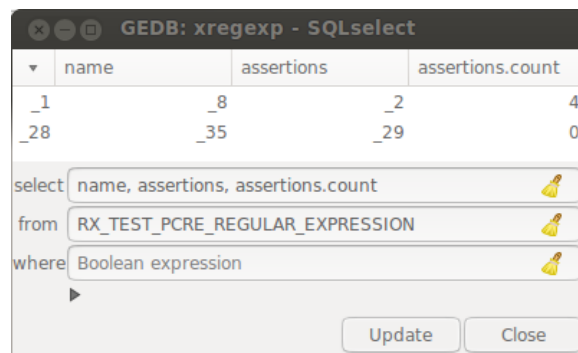 GEDB: xregexp - SQLselect
name assertions assertions.count
_1 _8 _2 4
_28 _35 _29 0
select name, assertions, assertions.count
from RX_TEST_PCRE_REGULAR_EXPRESSION
where Boolean expression
Update Close